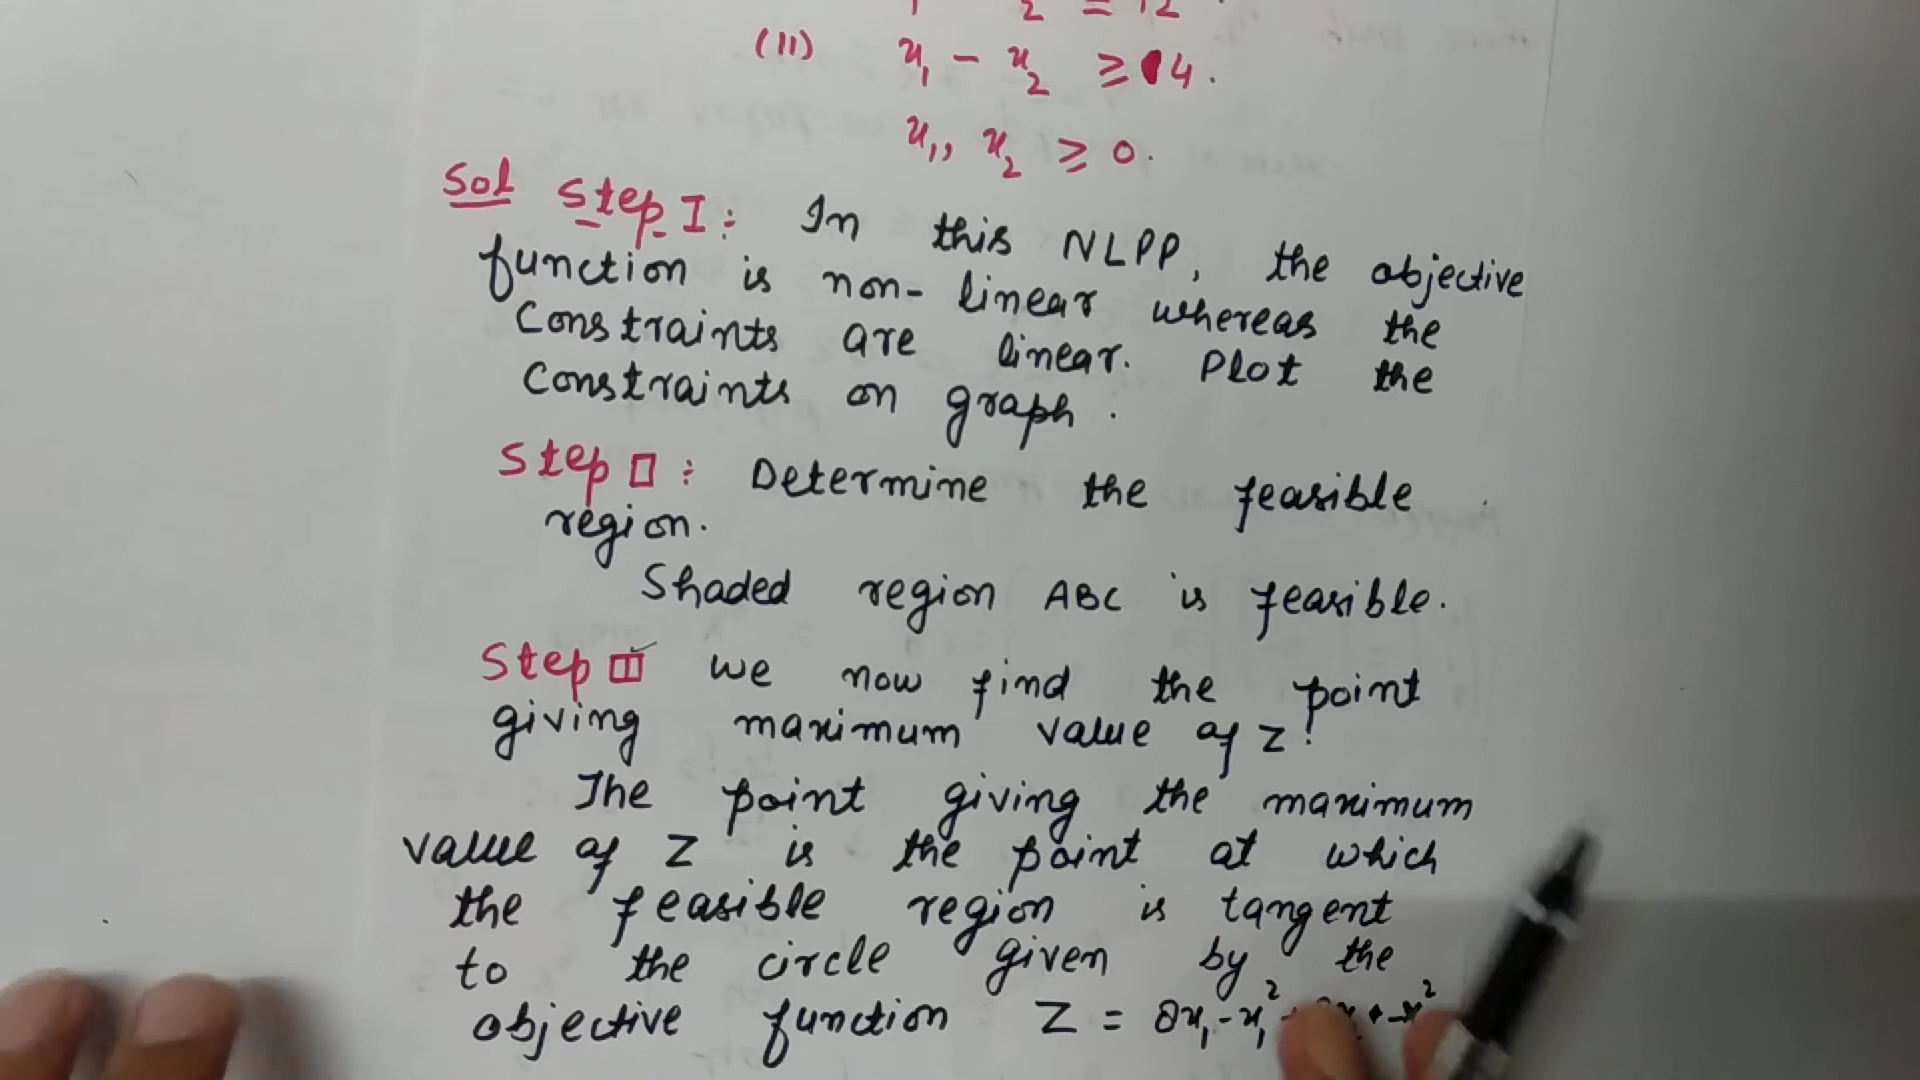 2 = 12
(II) x₁ - x₂ ≥ 4.
x₁, x₂ ≥ 0.
Sol Step I: In this NLPP, the objective
function is non-linear whereas the
Constraints are linear. Plot the
Constraints on graph.
Step II: Determine the feasible
region.
Shaded region ABC is feasible.
Step III we now find the point
giving maximum value of Z:
The point giving the maximum
value of Z is the point at which
the feasible region is tangent
to the circle given by the
objective function Z = 8x₁ - x₁²